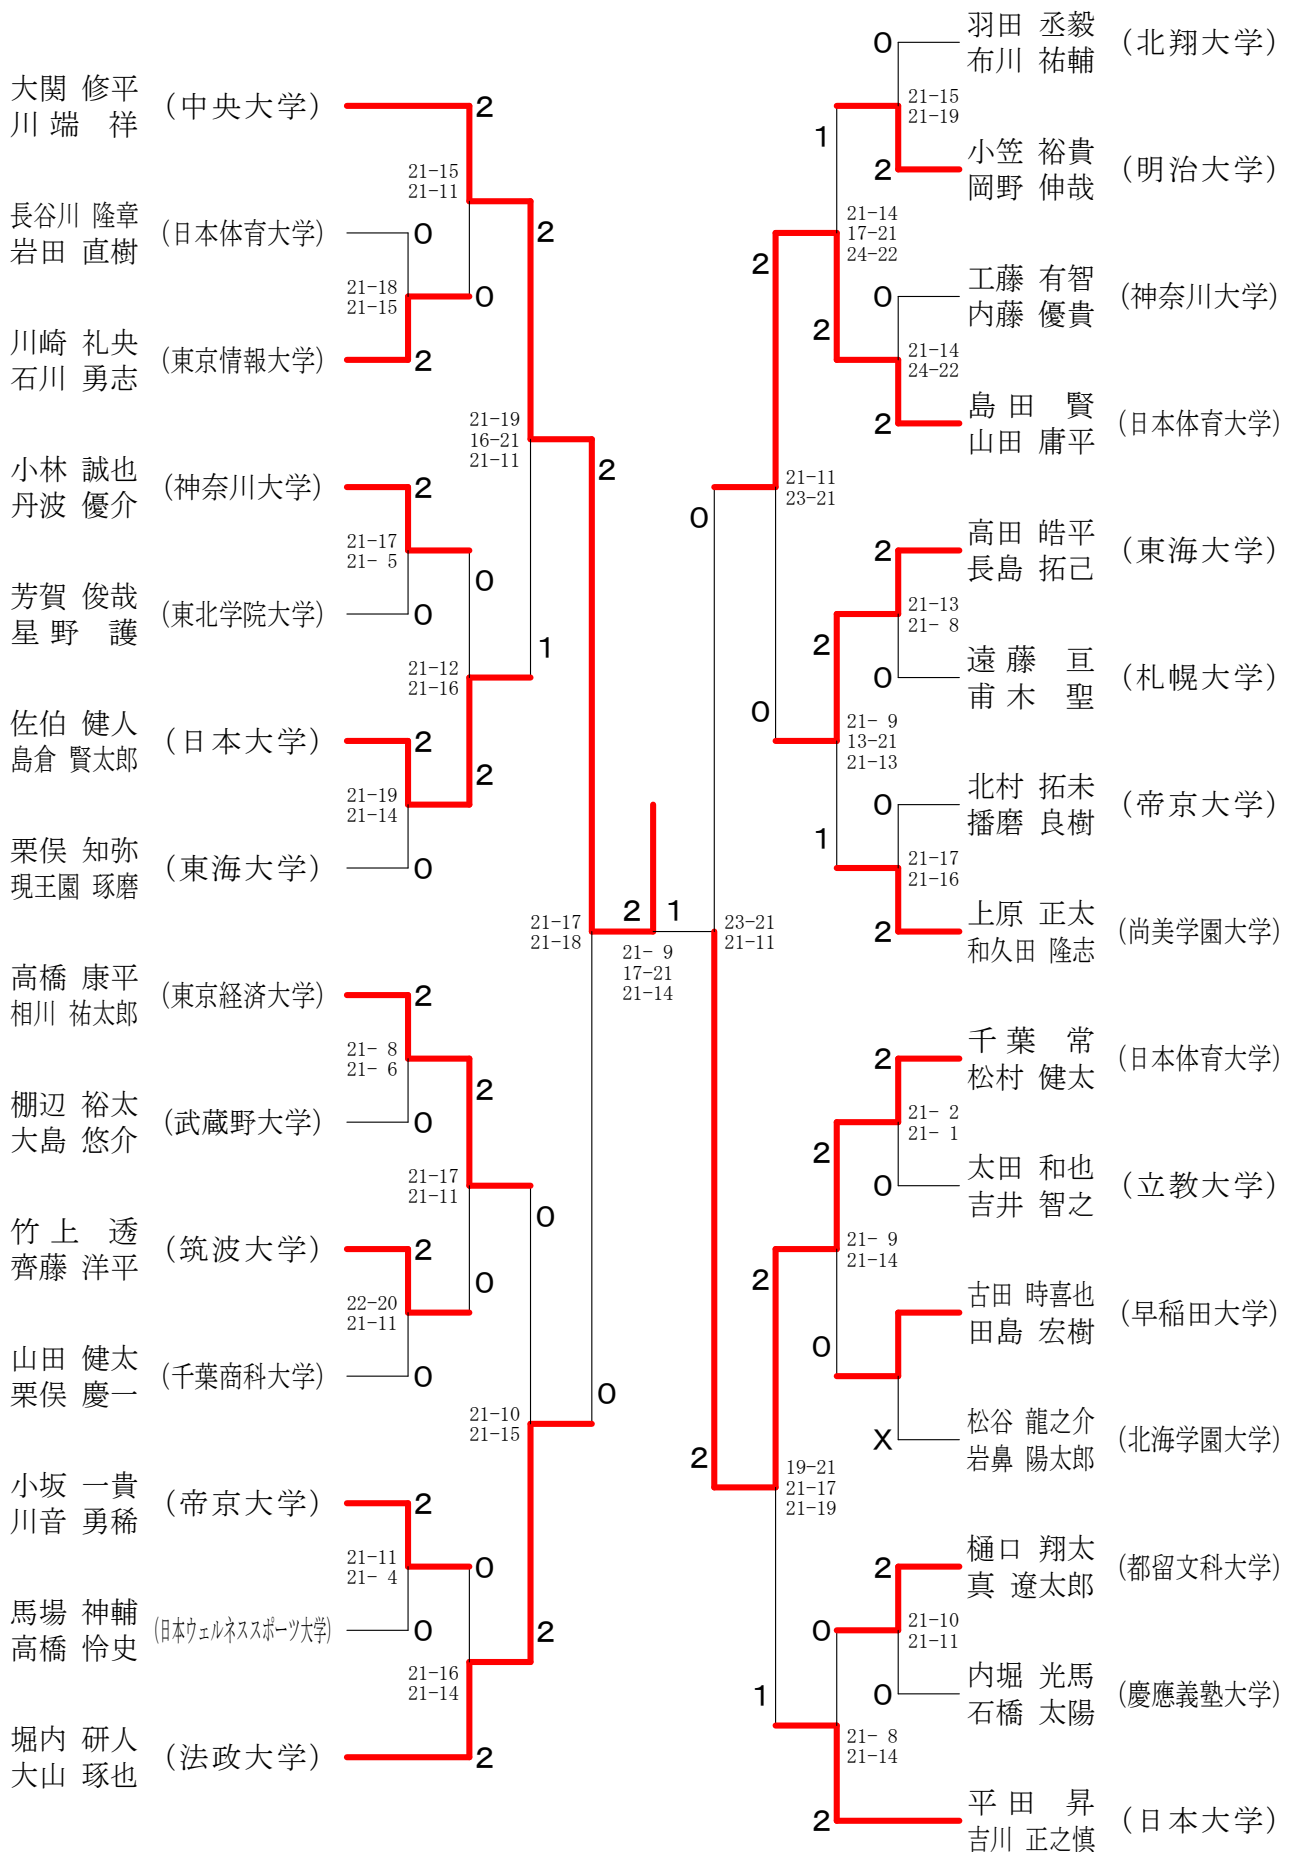 大関 修平
川端 祥
(中央大学)
2
21-15
21-11
長谷川 隆章
岩田 直樹
(日本体育大学)
0
2
21-18
21-15
0
川崎 礼央
石川 勇志
(東京情報大学)
2
21-19
16-21
21-11
2
小林 誠也
丹波 優介
(神奈川大学)
2
21-17
21- 5
0
芳賀 俊哉
星野 護
(東北学院大学)
0
21-12
21-16
1
佐伯 健人
島倉 賢太郎
(日本大学)
2
21-19
21-14
2
栗俣 知弥
現王園 琢磨
(東海大学)
0
21-17
21-18
2
1
21- 9
17-21
21-14
高橋 康平
相川 祐太郎
(東京経済大学)
2
21- 8
21- 6
2
棚辺 裕太
大島 悠介
(武蔵野大学)
0
21-17
21-11
0
竹上 透
齊藤 洋平
(筑波大学)
2
22-20
21-11
0
山田 健太
栗俣 慶一
(千葉商科大学)
0
0
21-10
21-15
小坂 一貴
川音 勇稀
(帝京大学)
2
21-11
21- 4
0
馬場 神輔
高橋 怜史
(日本ウェルネススポーツ大学)
0
2
21-16
21-14
堀内 研人
大山 琢也
(法政大学)
2
0
羽田 丞毅
布川 祐輔
(北翔大学)
21-15
21-19
1
2
小笠 裕貴
岡野 伸哉
(明治大学)
21-14
17-21
24-22
2
0
工藤 有智
内藤 優貴
(神奈川大学)
2
21-14
24-22
2
島田 賢
山田 庸平
(日本体育大学)
21-11
23-21
0
2
高田 皓平
長島 拓己
(東海大学)
21-13
21- 8
2
0
遠藤 亘
甫木 聖
(札幌大学)
0
21- 9
13-21
21-13
0
北村 拓未
播磨 良樹
(帝京大学)
1
21-17
21-16
2
上原 正太
和久田 隆志
(尚美学園大学)
23-21
21-11
2
千葉 常
松村 健太
(日本体育大学)
21- 2
21- 1
2
0
太田 和也
吉井 智之
(立教大学)
21- 9
21-14
2
古田 時喜也
田島 宏樹
(早稲田大学)
0
X
松谷 龍之介
岩鼻 陽太郎
(北海学園大学)
2
19-21
21-17
21-19
2
樋口 翔太
真 遼太郎
(都留文科大学)
0
21-10
21-11
0
内堀 光馬
石橋 太陽
(慶應義塾大学)
1
21- 8
21-14
2
平田 昇
吉川 正之慎
(日本大学)